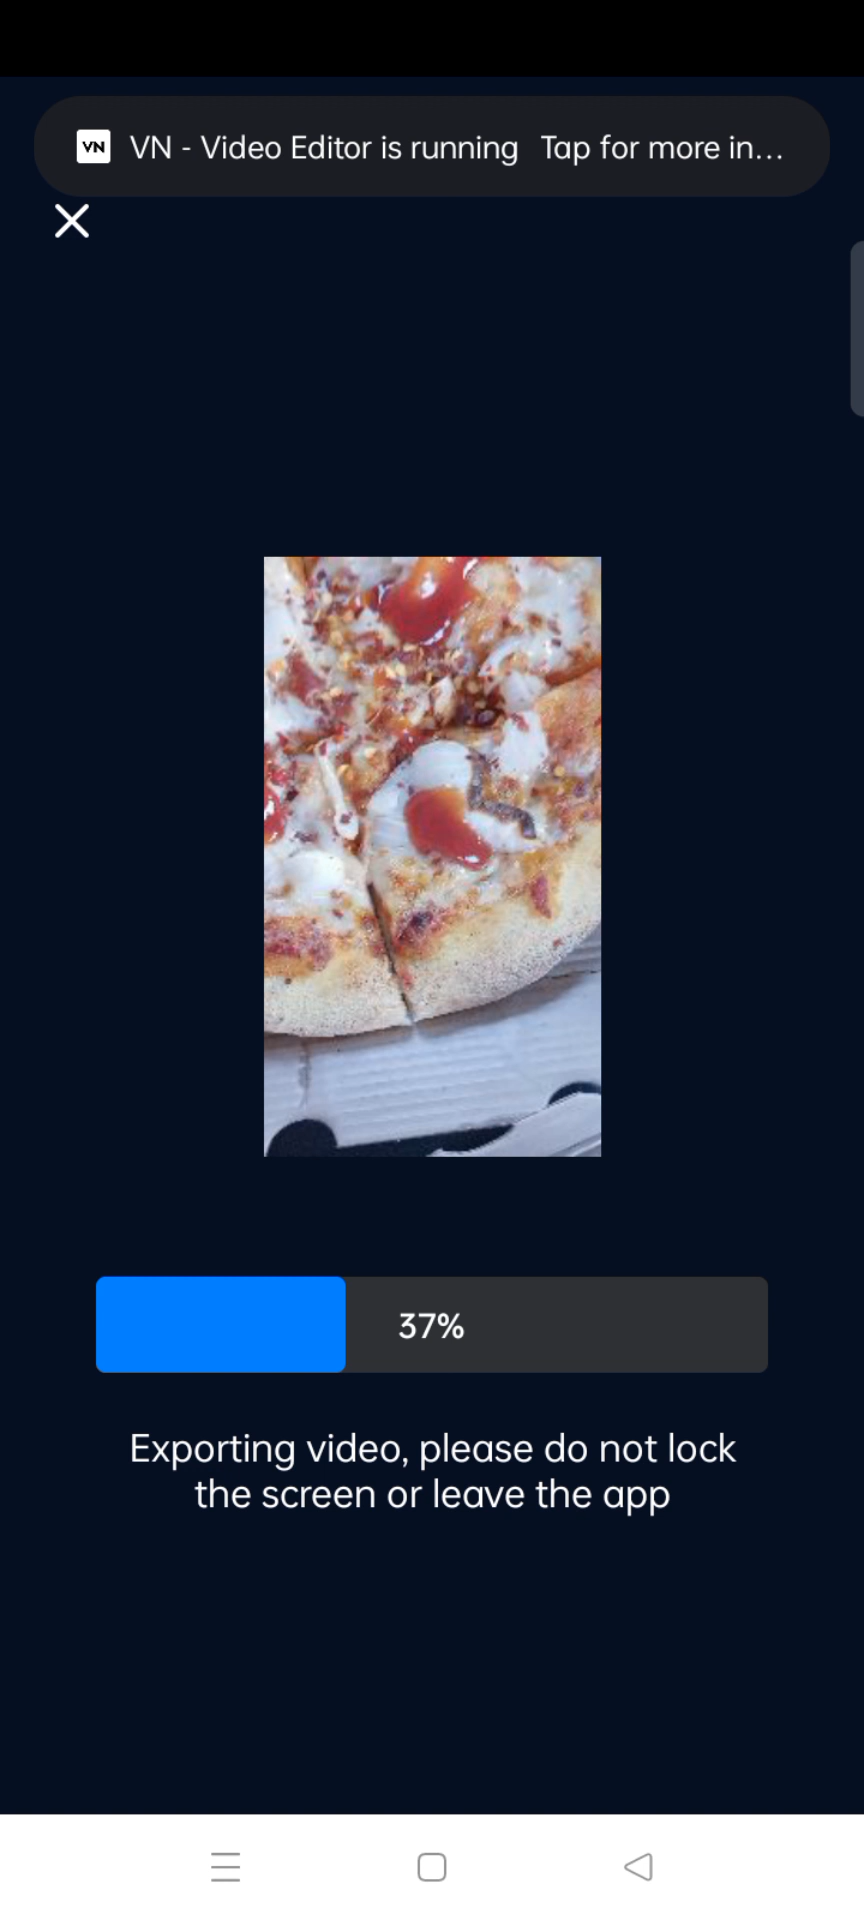 VN VN - Video Editor is running Tap for more in...
37%
Exporting video, please do not lock
the screen or leave the app